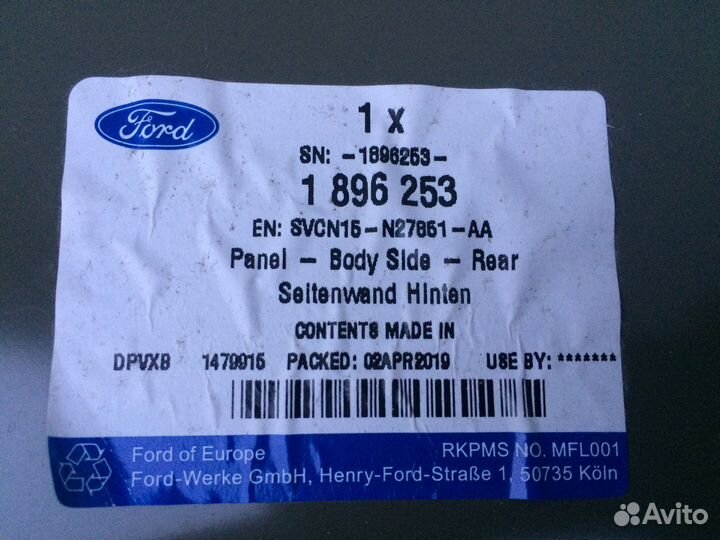 Ford
1 x
SN: -1896253-
1 896 253
EN: SVCN15-N27851-AA
Panel - Body Side - Rear
Seitenwand Hinten
CONTENTS MADE IN
DPVXB 1479915 PACKED: 02APR2019 USE BY: *******
Ford of Europe RKPMS NO. MFL001
Ford-Werke GmbH, Henry-Ford-Straße 1, 50735 Köln
Avito